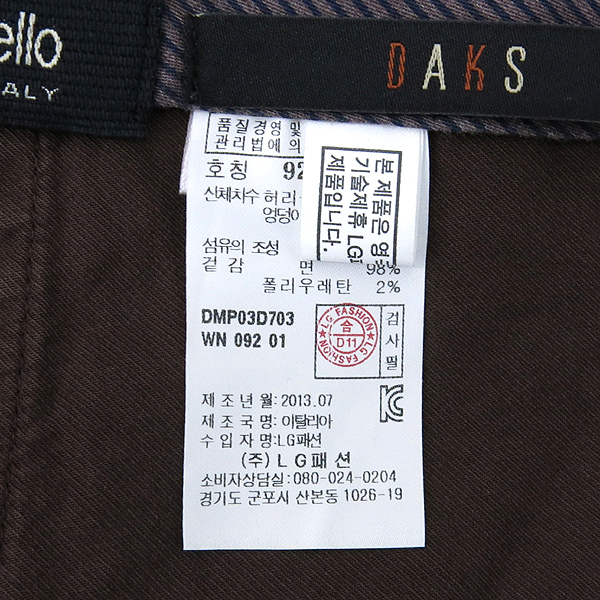 ello
ALY
DAKS
품질경영 및
관리법에 의
호칭 92
신체치수 허리
엉덩이
본 제품은 영
기술제휴 LG
제품입니다.
섬유의 조성
겉감 면 98%
폴리우레탄 2%
DMP03D703
WN 092 01
LG FASHION
合
D11
LG FASHION
검사필
제조년월:2013.07
제조국명:이탈리아
수입자명:LG패션
(주)LG패션
소비자상담실:080-024-0204
경기도 군포시 산본동 1026-19